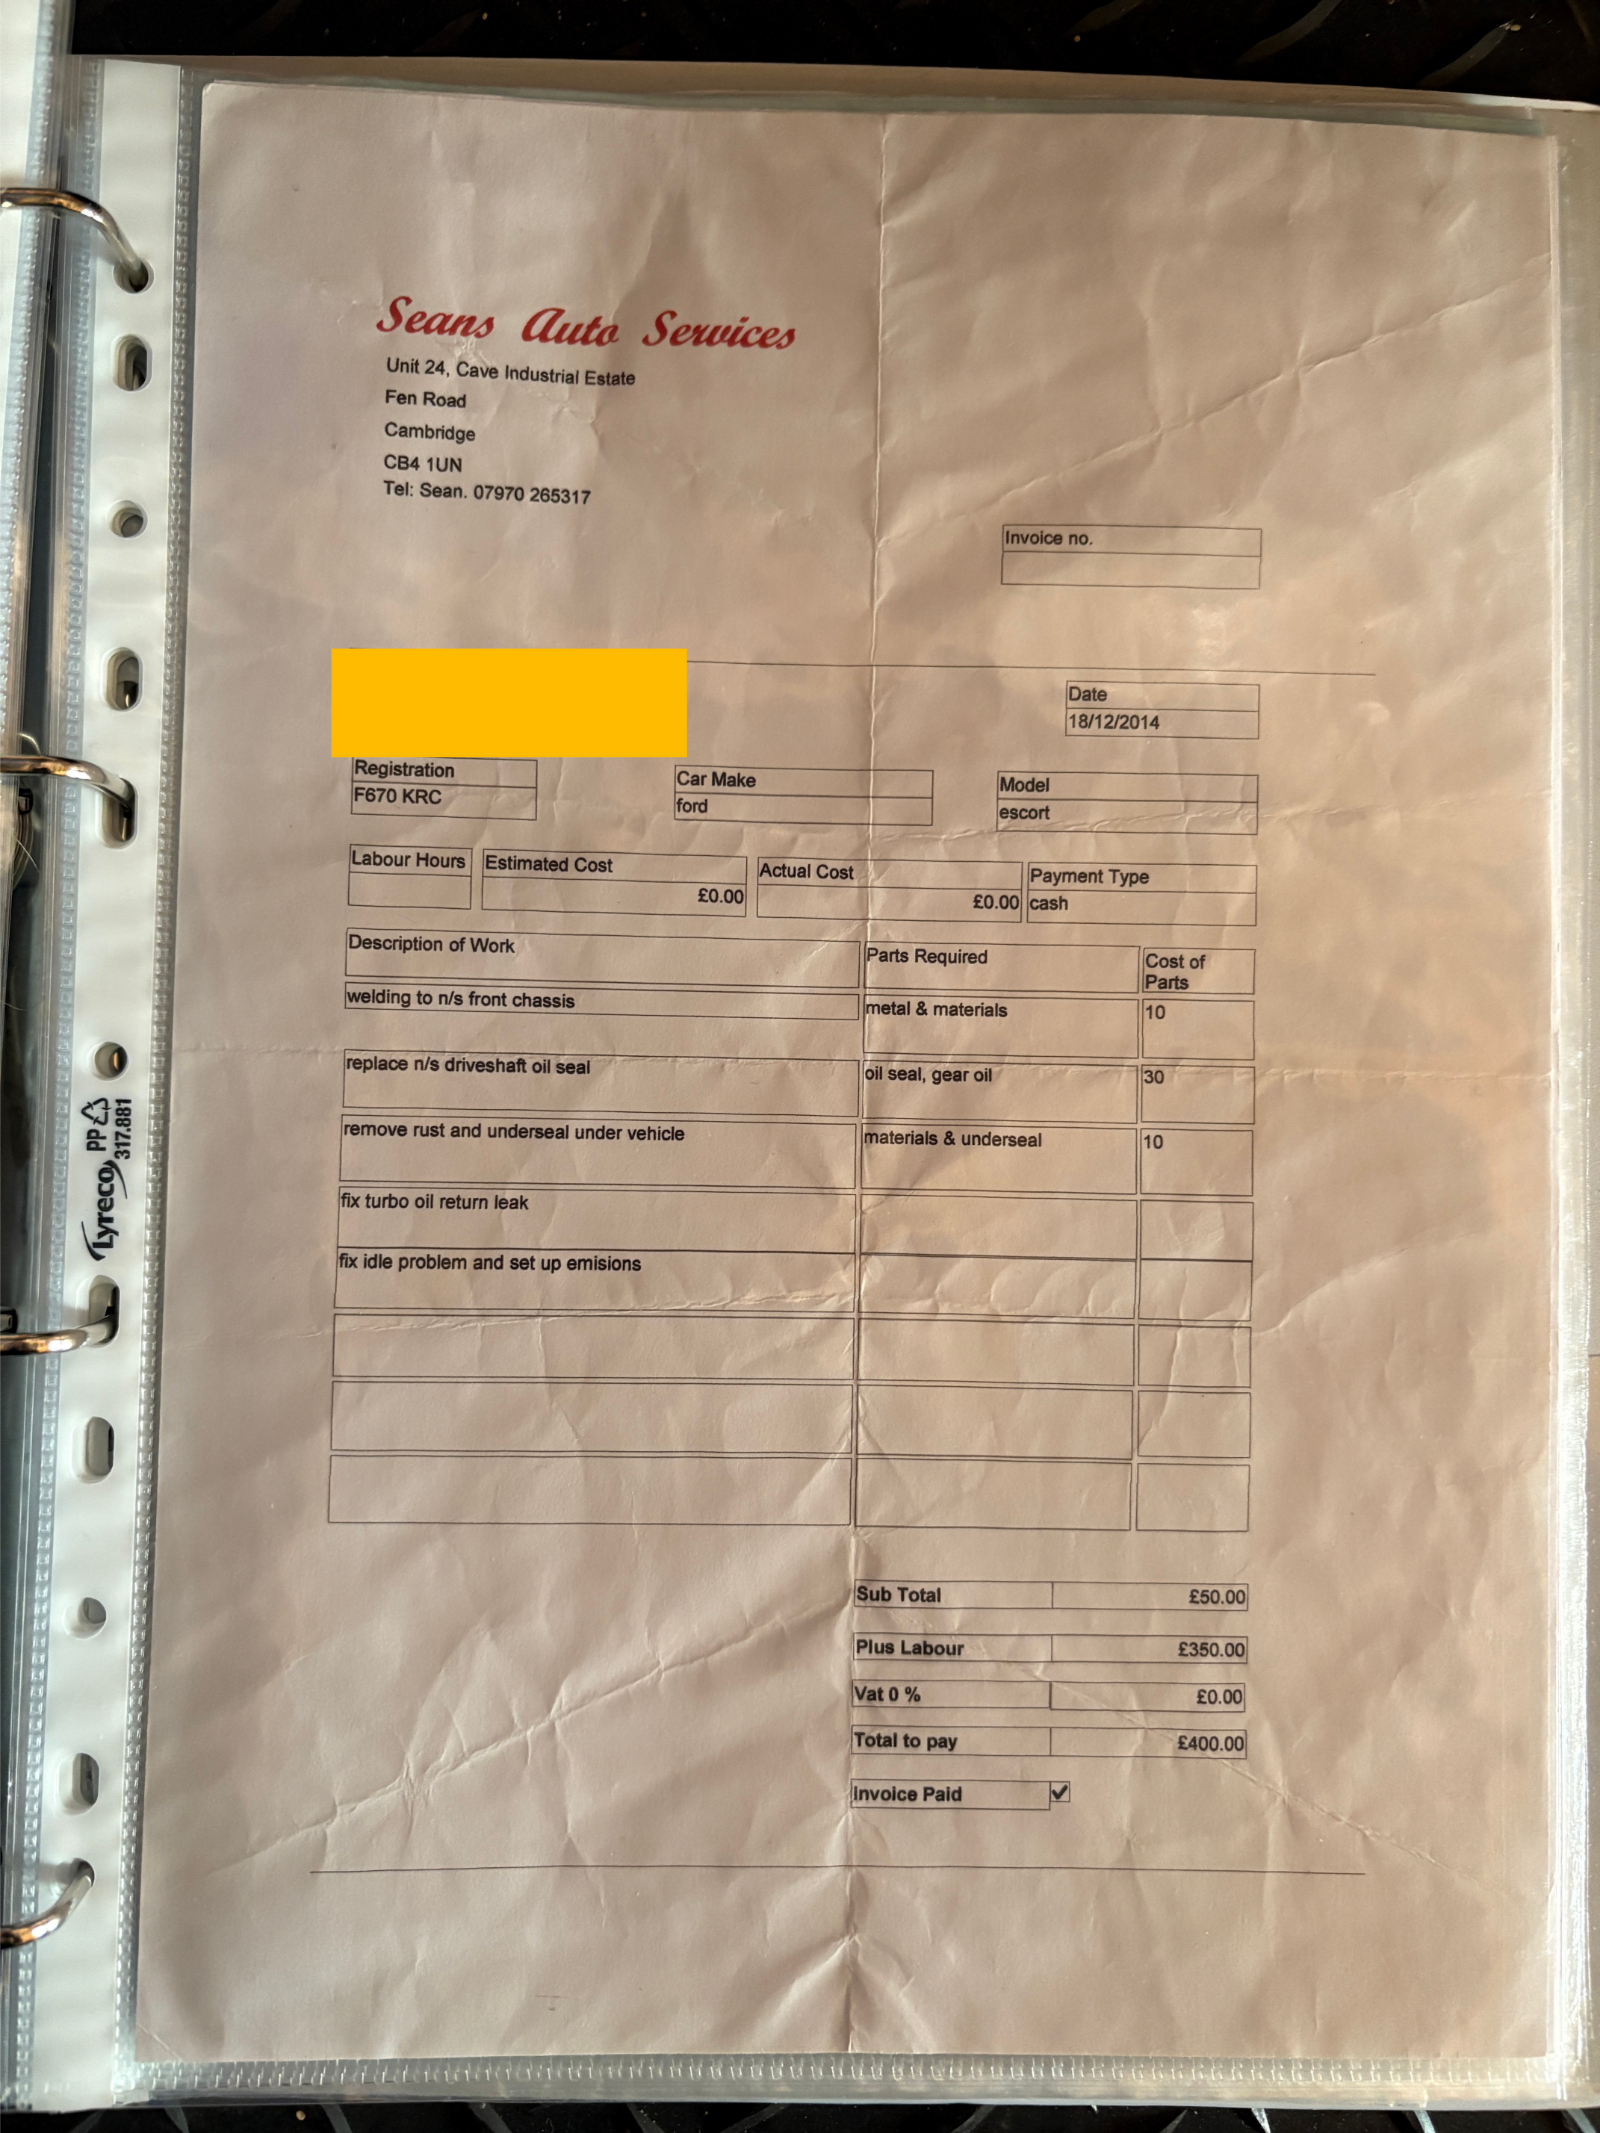 Seans Auto Services
Unit 24, Cave Industrial Estate
Fen Road
Cambridge
CB4 1UN
Tel: Sean. 07970 265317
Invoice no.
Date
18/12/2014
Registration
F670 KRC
Car Make
ford
Model
escort
Labour Hours
Estimated Cost
£0.00
Actual Cost
£0.00
Payment Type
cash
Description of Work
Parts Required
Cost of
Parts
welding to n/s front chassis
metal & materials
10
replace n/s driveshaft oil seal
oil seal, gear oil
30
remove rust and underseal under vehicle
materials & underseal
10
fix turbo oil return leak
fix idle problem and set up emisions
Sub Total
£50.00
Plus Labour
£350.00
Vat 0 %
£0.00
Total to pay
£400.00
Invoice Paid
Lyreco PP
317.881